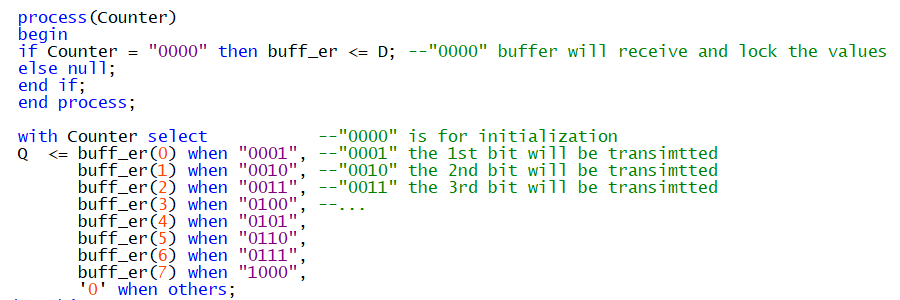 process(Counter)
begin
if Counter = "0000" then buff_er <= D; --"0000" buffer will receive and lock the values
else null;
end if;
end process;
with Counter select --"0000" is for initialization
Q <= buff_er(0) when "0001", --"0001" the 1st bit will be transimtted
buff_er(1) when "0010", --"0010" the 2nd bit will be transimtted
buff_er(2) when "0011", --"0011" the 3rd bit will be transimtted
buff_er(3) when "0100", --...
buff_er(4) when "0101",
buff_er(5) when "0110",
buff_er(6) when "0111",
buff_er(7) when "1000",
'0' when others;